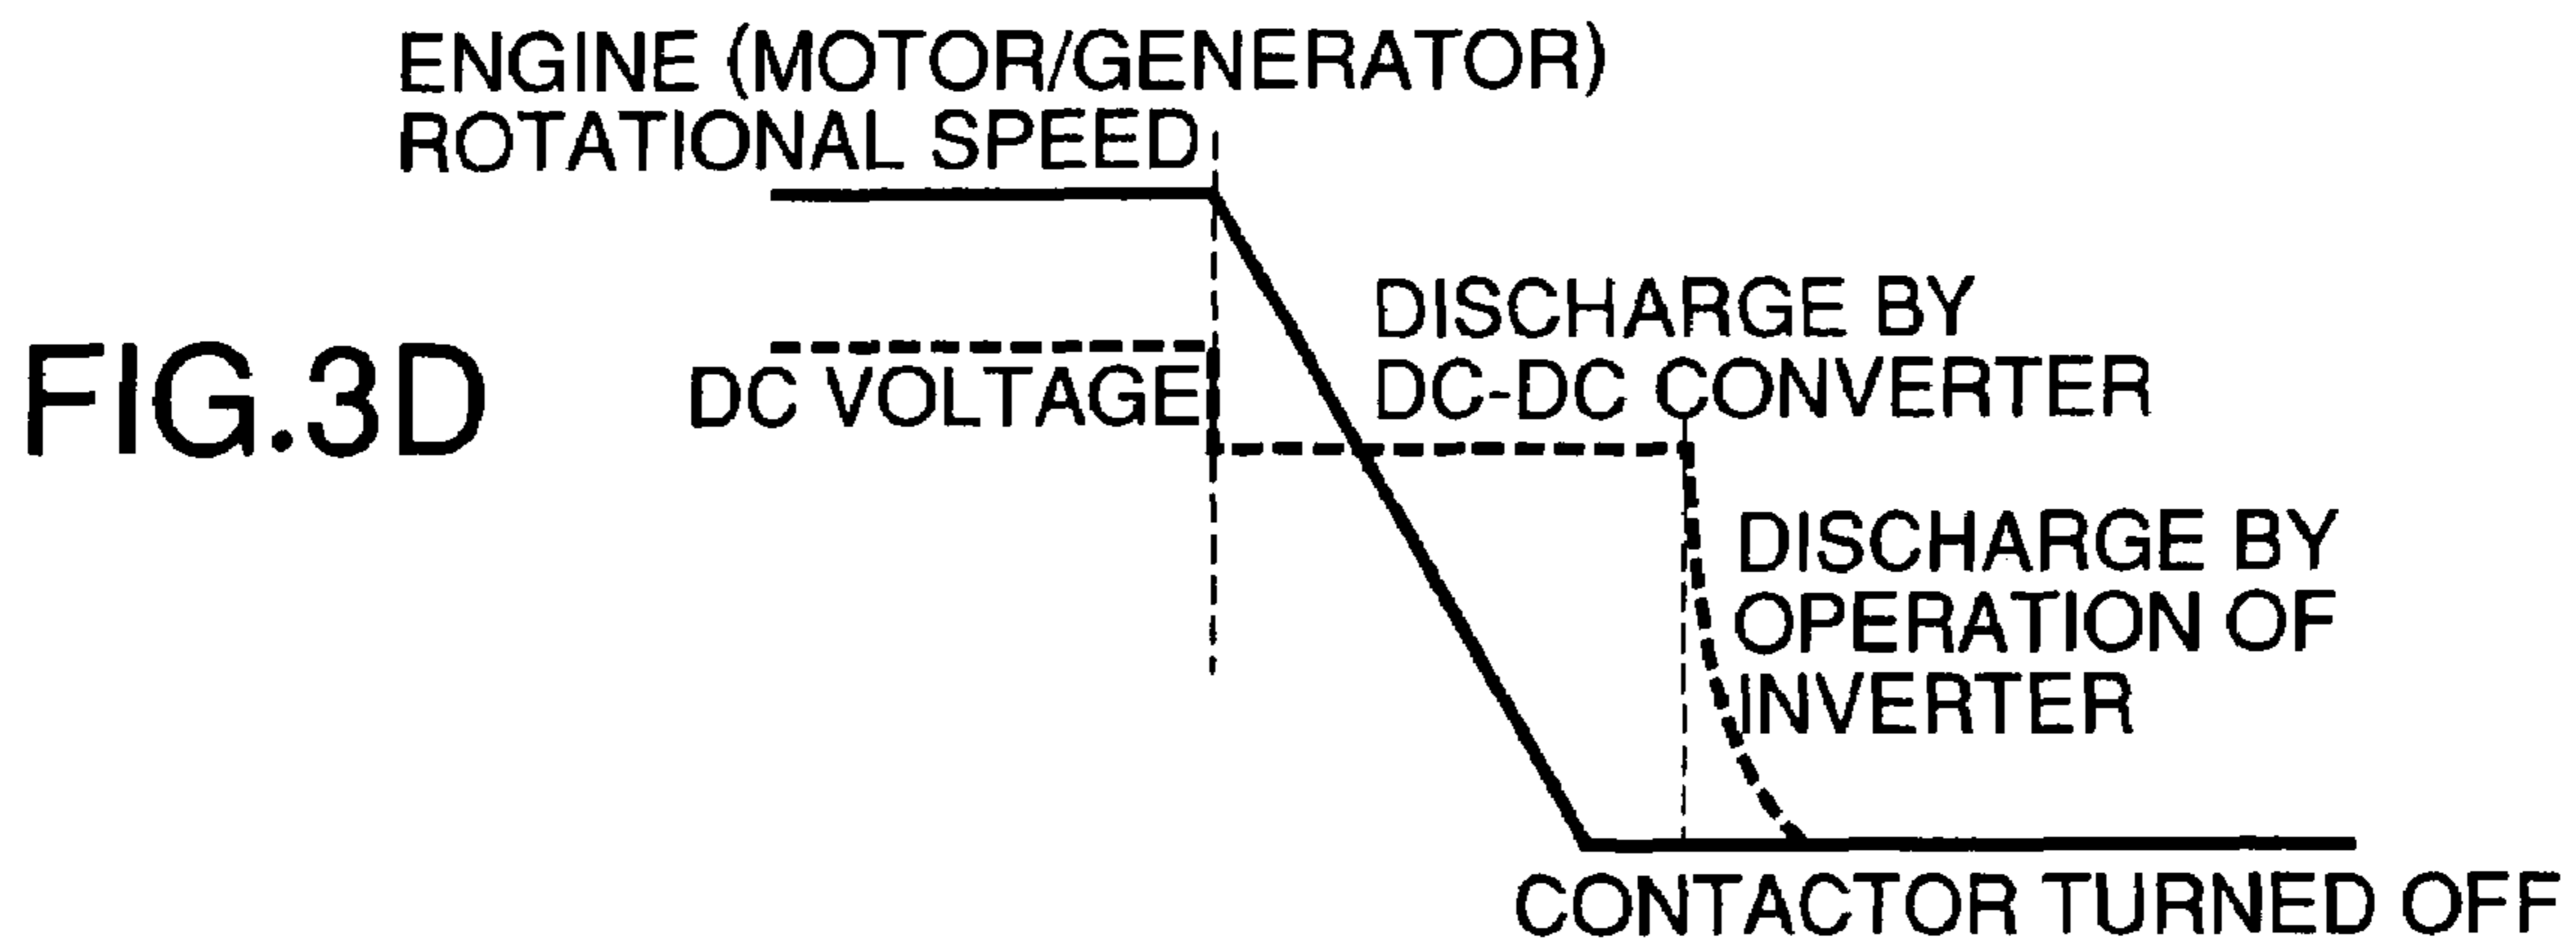 ENGINE (MOTOR/GENERATOR)
ROTATIONAL SPEED
FIG.3D
DC VOLTAGE
DISCHARGE BY
DC-DC CONVERTER
DISCHARGE BY
OPERATION OF
INVERTER
CONTACTOR TURNED OFF